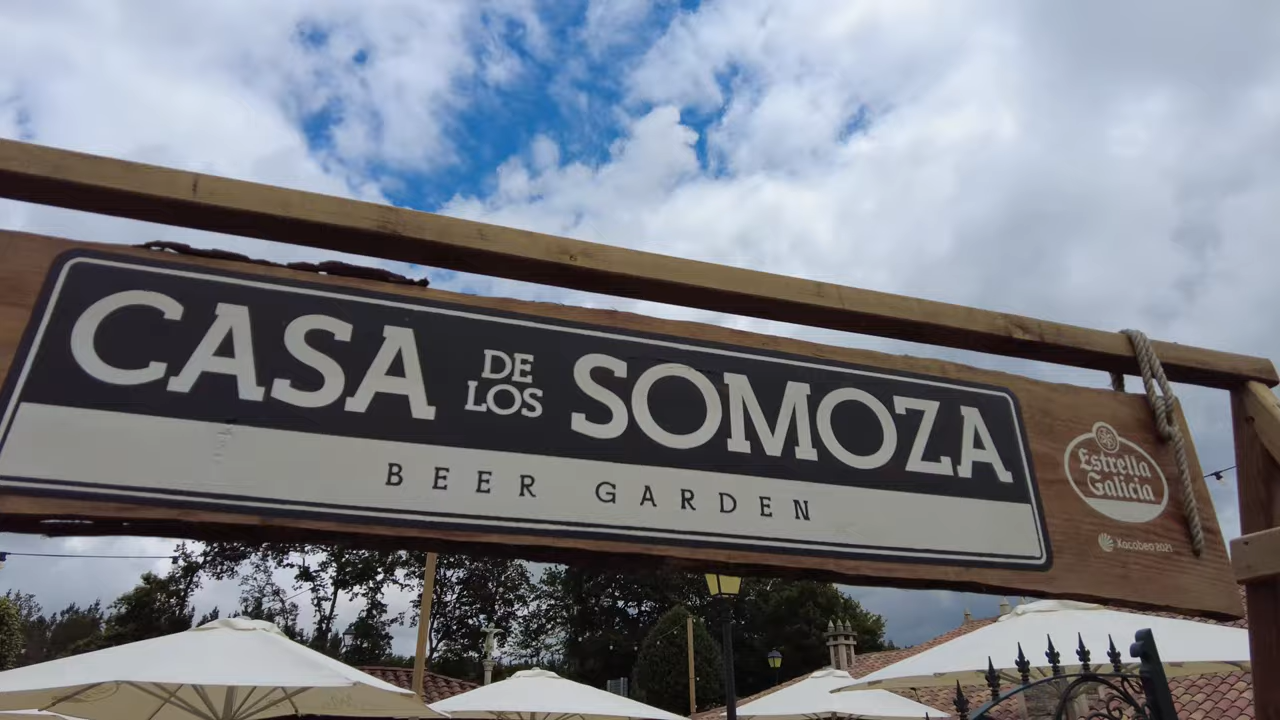 CASA DE LOS SOMOZA
BEER GARDEN
Estrella
Galicia
Xacobeo 2021